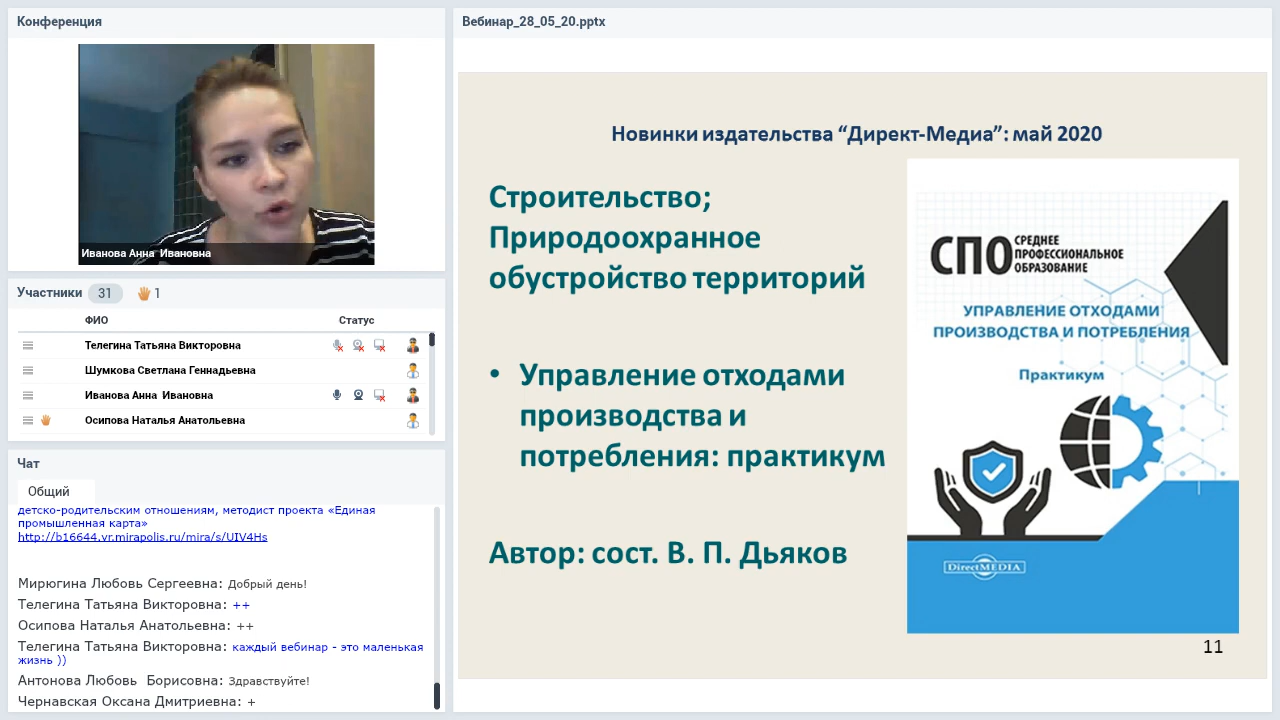 Конференция
Иванова Анна  Ивановна
Участники 31 1
ФИО Статус
Телегина Татьяна Викторовна
Шумкова Светлана Геннадьевна
Иванова Анна  Ивановна
Осипова Наталья Анатольевна
Чат
Общий
детско-родительским отношениям, методист проекта «Единая
промышленная карта»
http://b16644.vr.mirapolis.ru/mira/s/UIV4Hs
Мирюгина Любовь Сергеевна: Добрый день!
Телегина Татьяна Викторовна: ++
Осипова Наталья Анатольевна: ++
Телегина Татьяна Викторовна: каждый вебинар - это маленькая
жизнь ))
Антонова Любовь  Борисовна: Здравствуйте!
Чернавская Оксана Дмитриевна: +
Вебинар_28_05_20.pptx
Новинки издательства “Директ-Медиа”: май 2020
Строительство;
Природоохранное
обустройство территорий
• Управление отходами
производства и
потребления: практикум
Автор: сост. В. П. Дьяков
СПО СРЕДНЕЕ
ПРОФЕССИОНАЛЬНОЕ
ОБРАЗОВАНИЕ
УПРАВЛЕНИЕ ОТХОДАМИ
ПРОИЗВОДСТВА И ПОТРЕБЛЕНИЯ
Практикум
DirectMEDIA
11